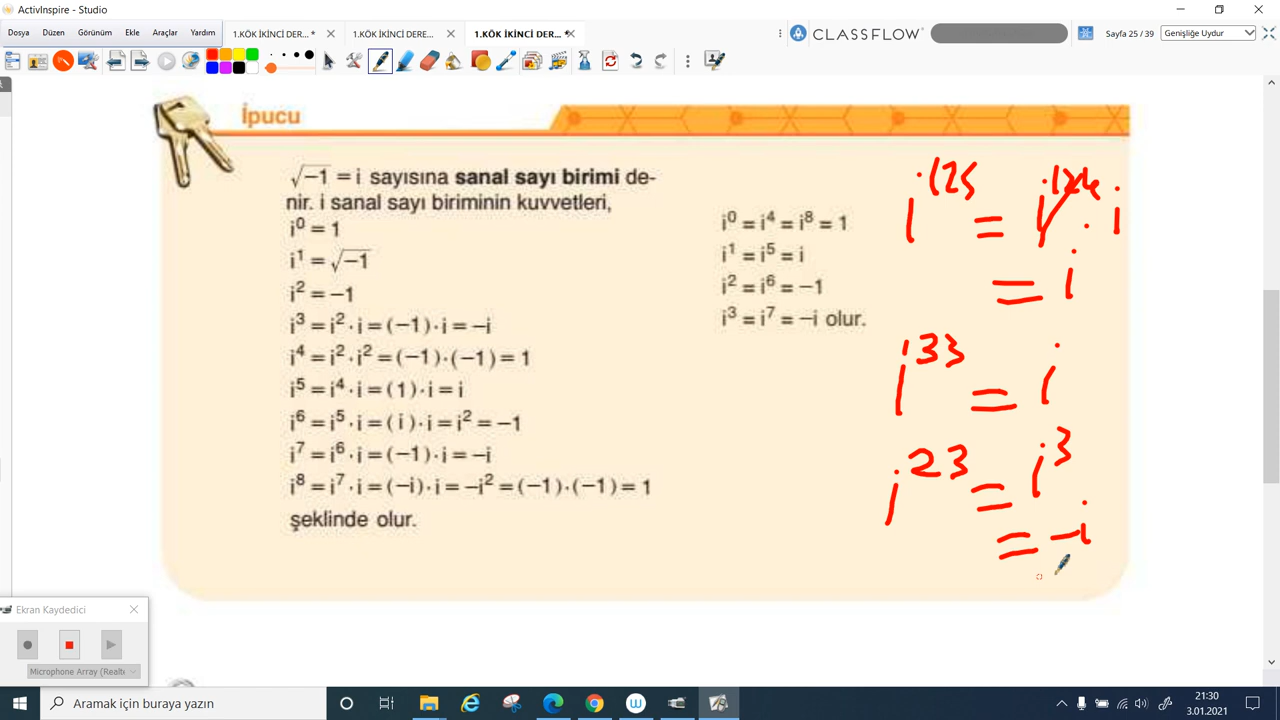 ActivInspire - Studio
Dosya Düzen Görünüm Ekle Araçlar Yardım
1.KÖK İKİNCİ DER... *
1.KÖK İKİNCİ DERE...
1.KÖK İKİNCİ DER... *
CLASSFLOW
Sayfa 25 / 39
Genişliğe Uydur
İpucu
√−1 = i sayısına sanal sayı birimi de-
nir. i sanal sayı biriminin kuvvetleri,
i⁰ = 1
i¹ = √−1
i² = −1
i³ = i² · i = (−1) · i = −i
i⁴ = i² · i² = (−1) · (−1) = 1
i⁵ = i⁴ · i = (1) · i = i
i⁶ = i⁵ · i = (i) · i = i² = −1
i⁷ = i⁶ · i = (−1) · i = −i
i⁸ = i⁷ · i = (−i) · i = −i² = (−1) · (−1) = 1
şeklinde olur.
i⁰ = i⁴ = i⁸ = 1
i¹ = i⁵ = i
i² = i⁶ = −1
i³ = i⁷ = −i olur.
i¹²⁵ = i¹²⁴ · i
= i
i³³ = i
i²³ = i³
= −i
Ekran Kaydedici
Microphone Array (Realte
Aramak için buraya yazın
21:30
3.01.2021